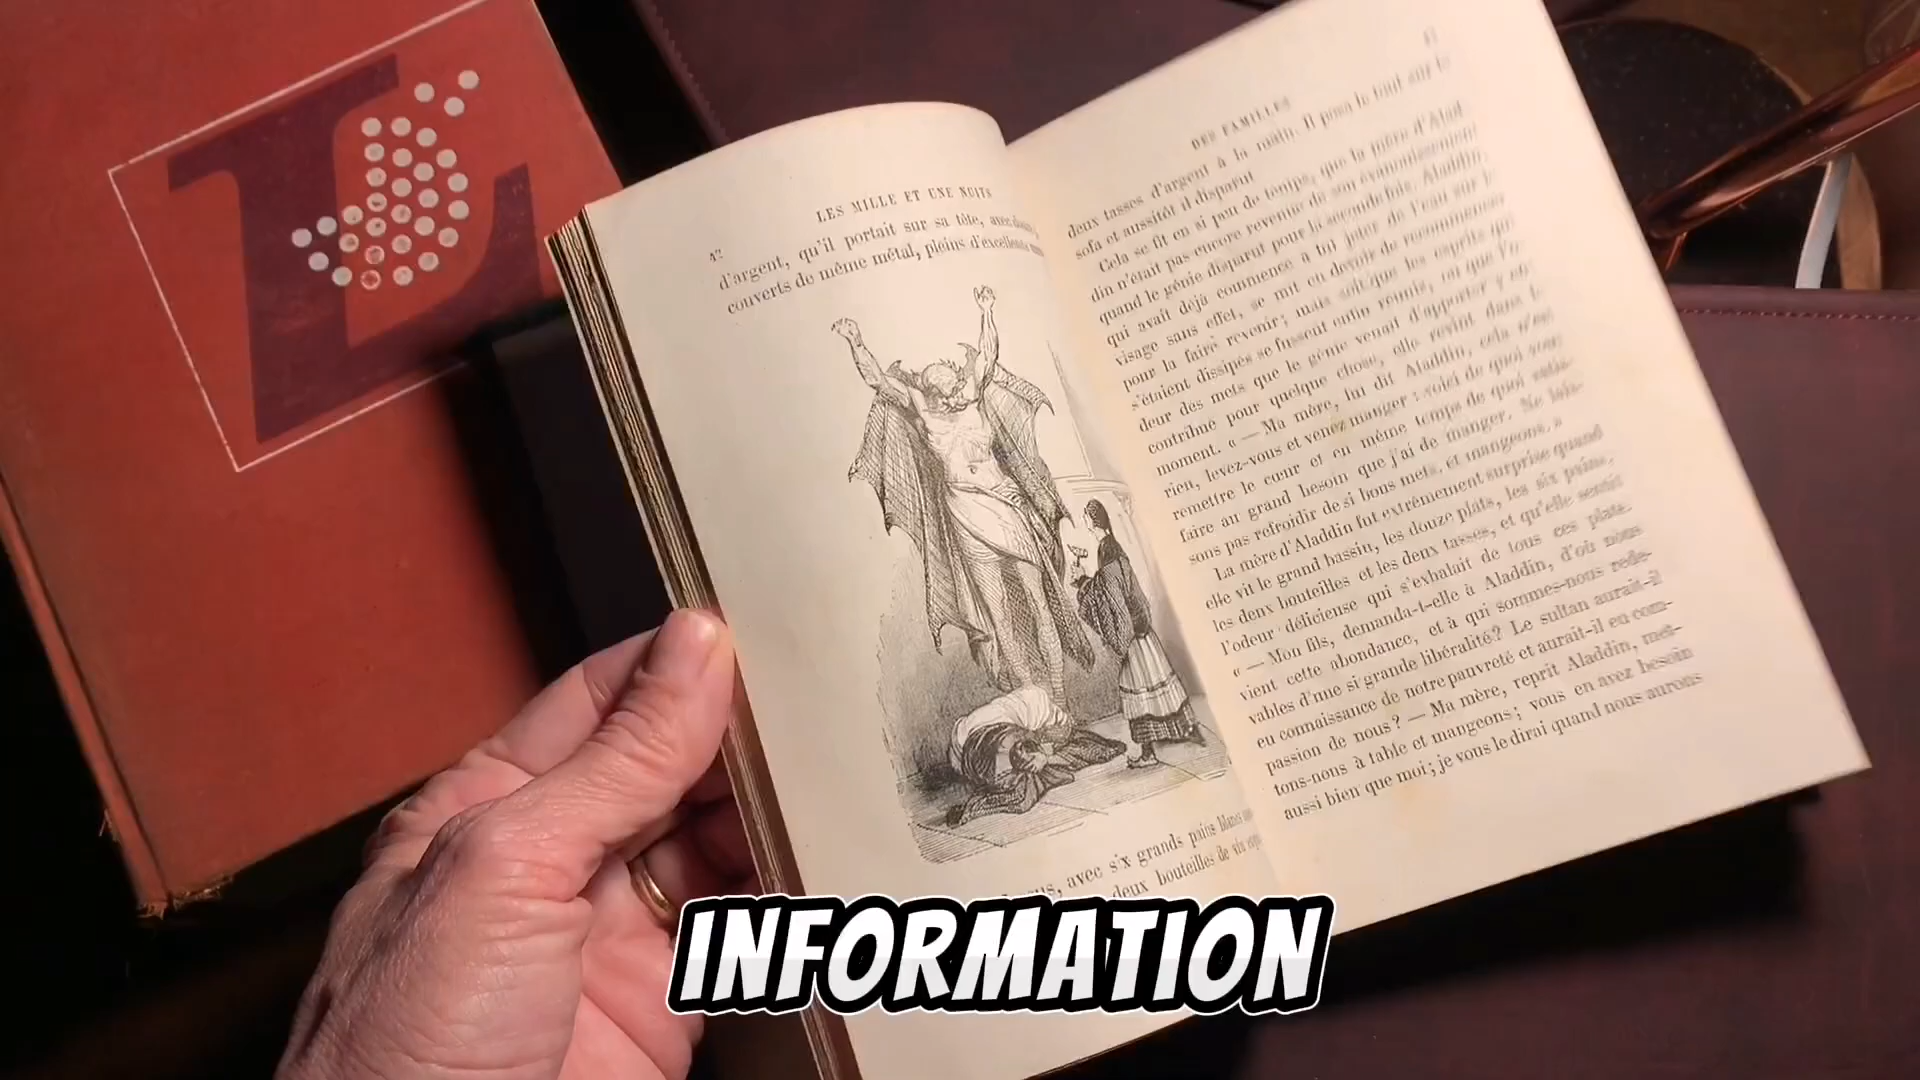 L
LES MILLE ET UNE NUITS
d'argent, qu'il portait sur sa tête, avec
couverts de même métal, pleins d'excellents
avec six grands pains blancs
deux bouteilles de six
DES FAMILLES
deux tasses d'argent à la main. Il posa le tout sur le
sofa et aussitôt il disparut
Cela se fit en si peu de temps, que la mère d'Alad
din n'était pas encore revenue de son évanouissement
quand le génie disparut pour la seconde fois. Aladdin,
qui avait déjà commencé à lui jeter de l'eau sur le
visage sans effet, se mit en devoir de recommencer
pour la faire revenir; mais soit que les esprits qui
s'étaient dissipés se fussent enfin réunis, ou que l'o-
deur des mets que le génie venait d'apporter y eût
contribué pour quelque chose, elle revint dans le
moment. « — Ma mère, lui dit Aladdin, cela n'est
rien, levez-vous et venez manger : voici de quoi vous
remettre le cœur et en même temps de quoi satis-
faire au grand besoin que j'ai de manger. Ne lais-
sons pas refroidir de si bons mets, et mangeons. »
La mère d'Aladdin fut extrêmement surprise quand
elle vit le grand bassin, les douze plats, les six pains,
les deux bouteilles et les deux tasses, et qu'elle sentit
l'odeur délicieuse qui s'exhalait de tous ces plats.
« — Mon fils, demanda-t-elle à Aladdin, d'où nous
vient cette abondance, et à qui sommes-nous rede-
vables d'une si grande libéralité? Le sultan aurait-il
eu connaissance de notre pauvreté et aurait-il eu com-
passion de nous? — Ma mère, reprit Aladdin, met-
tons-nous à table et mangeons; vous en avez besoin
aussi bien que moi; je vous le dirai quand nous aurons
INFORMATION